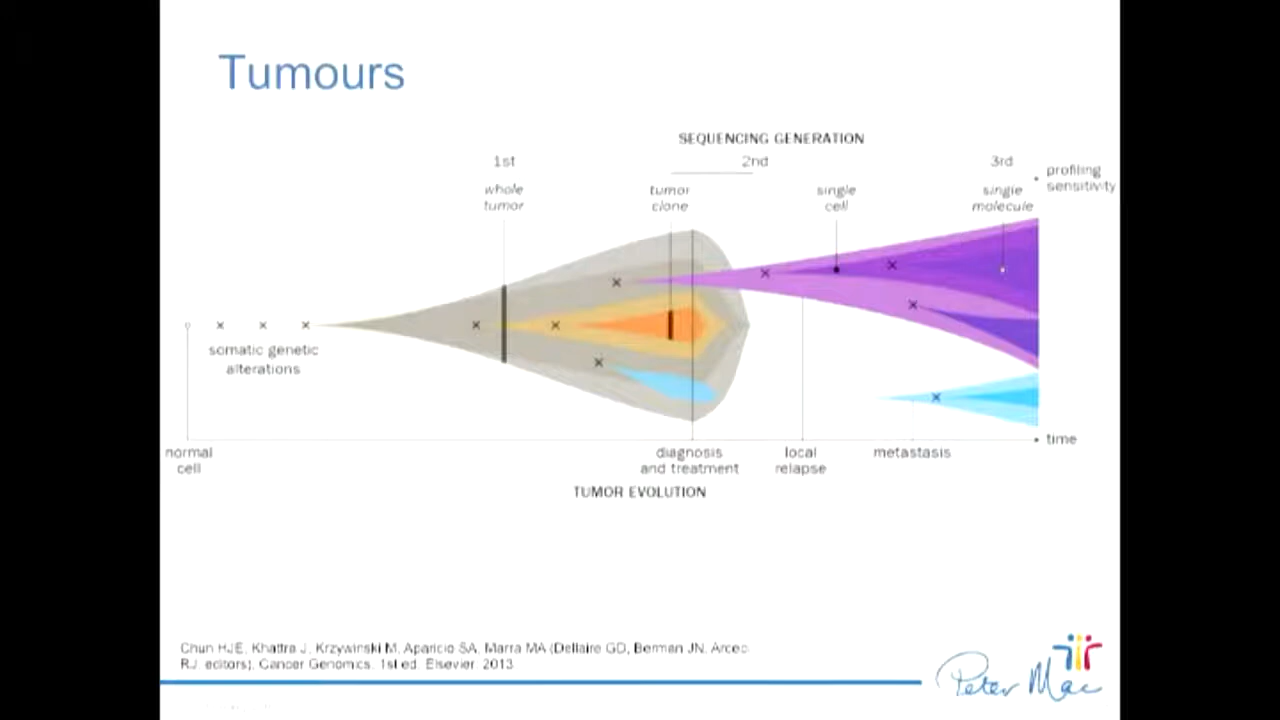 Tumours
SEQUENCING GENERATION
1st
2nd
3rd
profiling
sensitivity
whole
tumor
tumor
clone
single
cell
single
molecule
somatic genetic
alterations
time
normal
cell
diagnosis
and treatment
local
relapse
metastasis
TUMOR EVOLUTION
Chun HJE, Khattra J, Krzywinski M, Aparicio SA, Marra MA (Dellaire GD, Berman JN, Arceci
RJ, editors). Cancer Genomics. 1st ed. Elsevier. 2013
Peter Mac